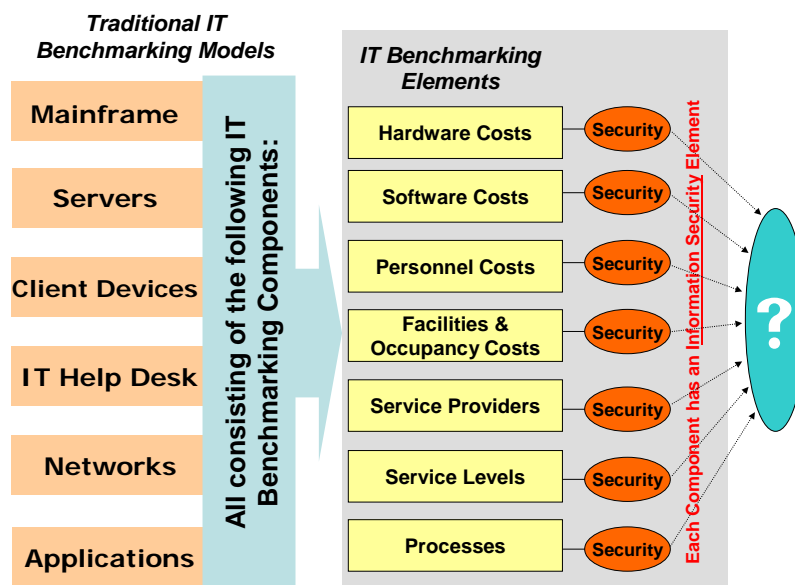 Traditional IT
Benchmarking Models
Mainframe
Servers
Client Devices
IT Help Desk
Networks
Applications
All consisting of the following IT
Benchmarking Components:
IT Benchmarking
Elements
Hardware Costs
Security
Software Costs
Security
Personnel Costs
Security
Facilities &
Occupancy Costs
Security
Service Providers
Security
Service Levels
Security
Processes
Security
Each Component has an Information Security Element
?